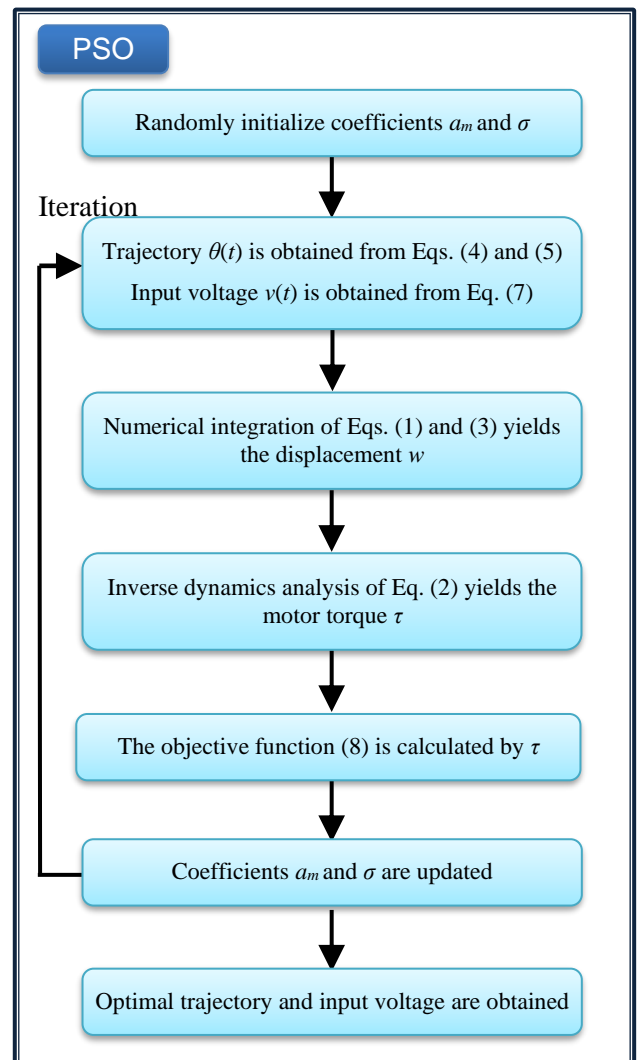 PSO
Randomly initialize coefficients aₘ and σ
Iteration
Trajectory θ(t) is obtained from Eqs. (4) and (5)
Input voltage v(t) is obtained from Eq. (7)
Numerical integration of Eqs. (1) and (3) yields
the displacement w
Inverse dynamics analysis of Eq. (2) yields the
motor torque τ
The objective function (8) is calculated by τ
Coefficients aₘ and σ are updated
Optimal trajectory and input voltage are obtained